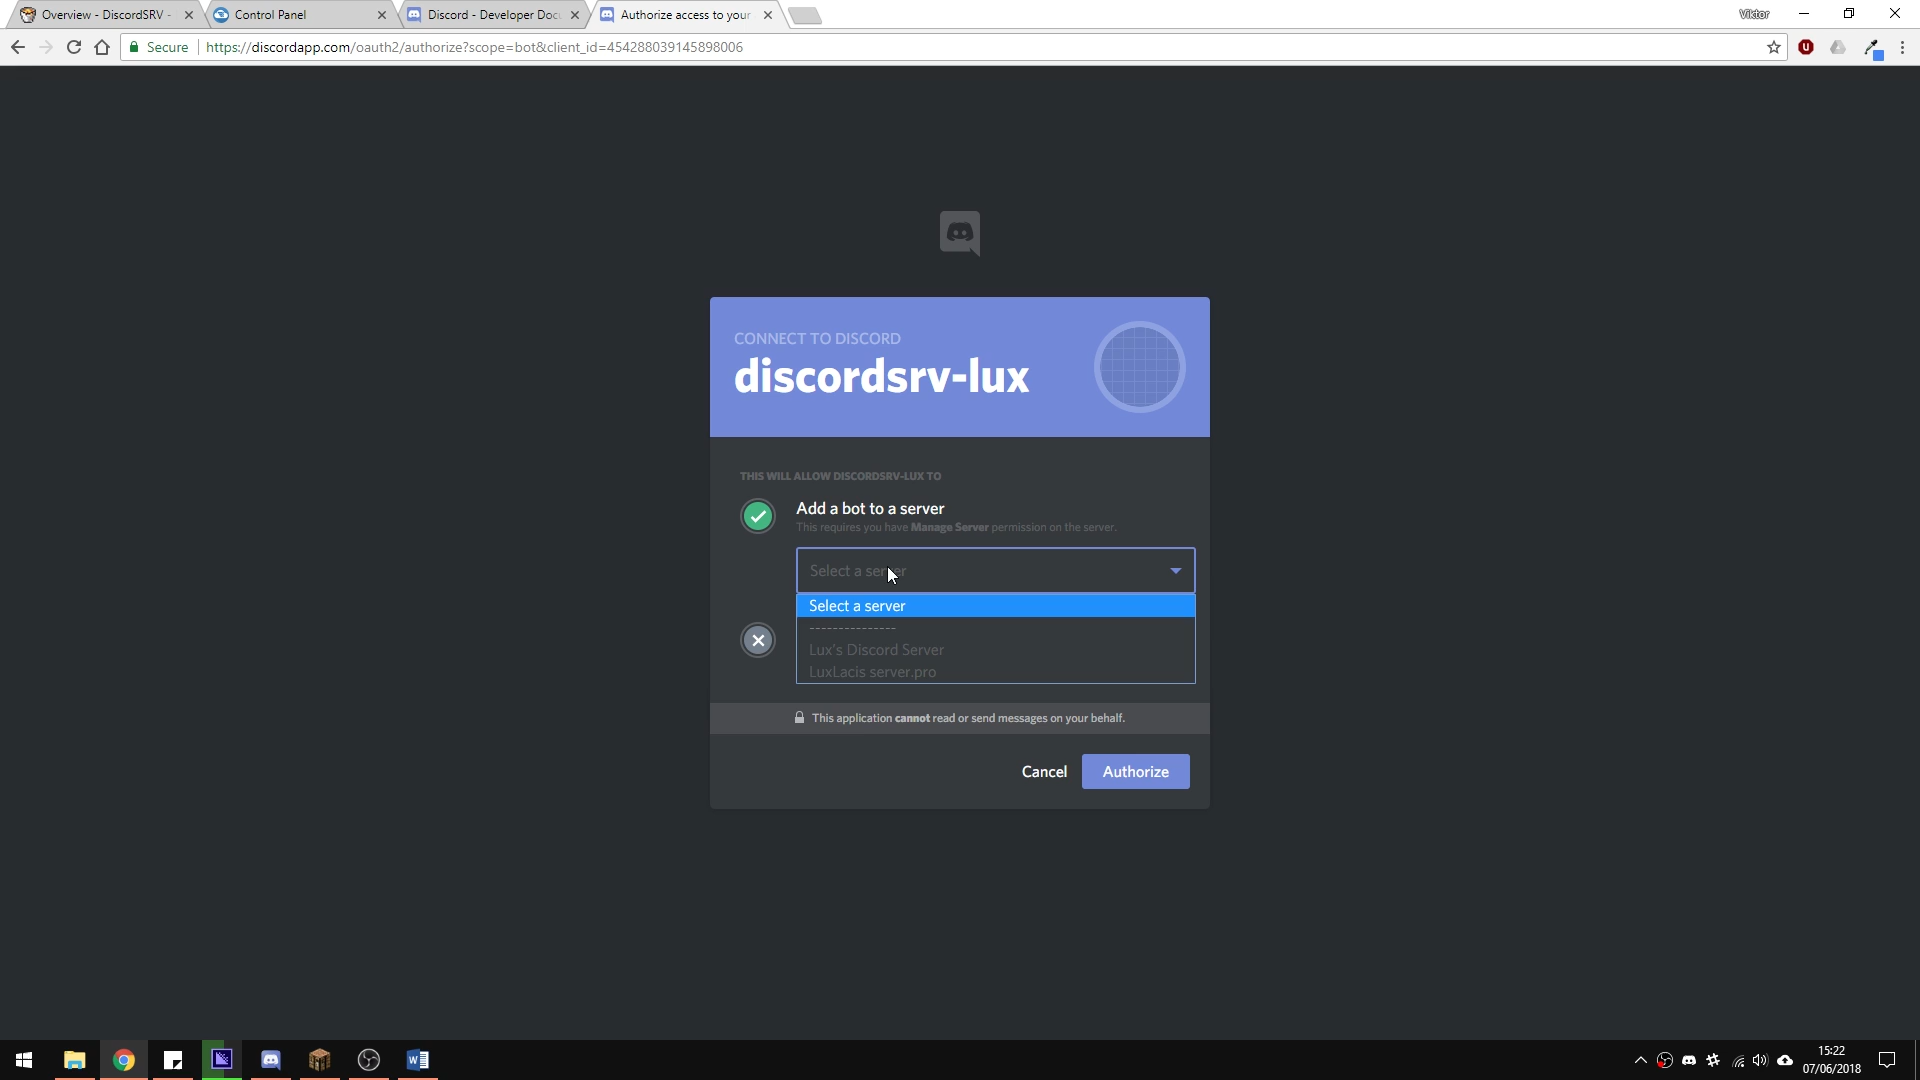 Overview - DiscordSRV -
Control Panel
Discord - Developer Doc
Authorize access to your
Viktor
Secure
https://discordapp.com/oauth2/authorize?scope=bot&client_id=454288039145898006
CONNECT TO DISCORD
discordsrv-lux
THIS WILL ALLOW DISCORDSRV-LUX TO
Add a bot to a server
This requires you have Manage Server permission on the server.
Select a server
Select a server
---------------
Lux's Discord Server
LuxLacis server.pro
This application cannot read or send messages on your behalf.
Cancel
Authorize
15:22
07/06/2018